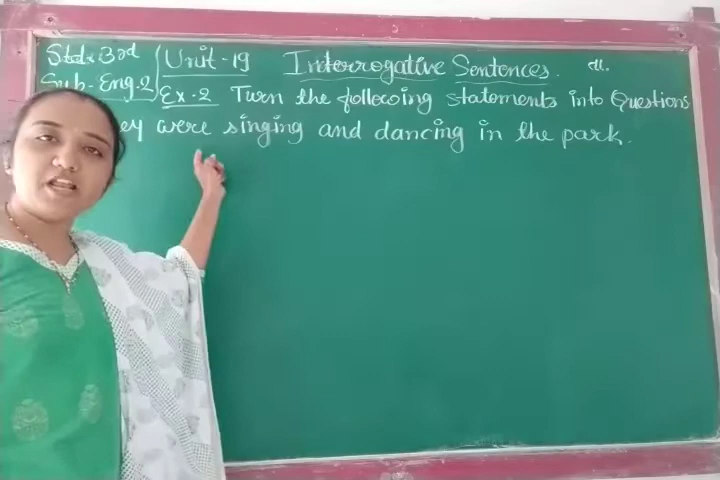 Std: 3rd Unit-19 Interrogative Sentences.
Sub-Eng.2 Ex-2 Turn the following statements into Questions
were singing and dancing in the park.